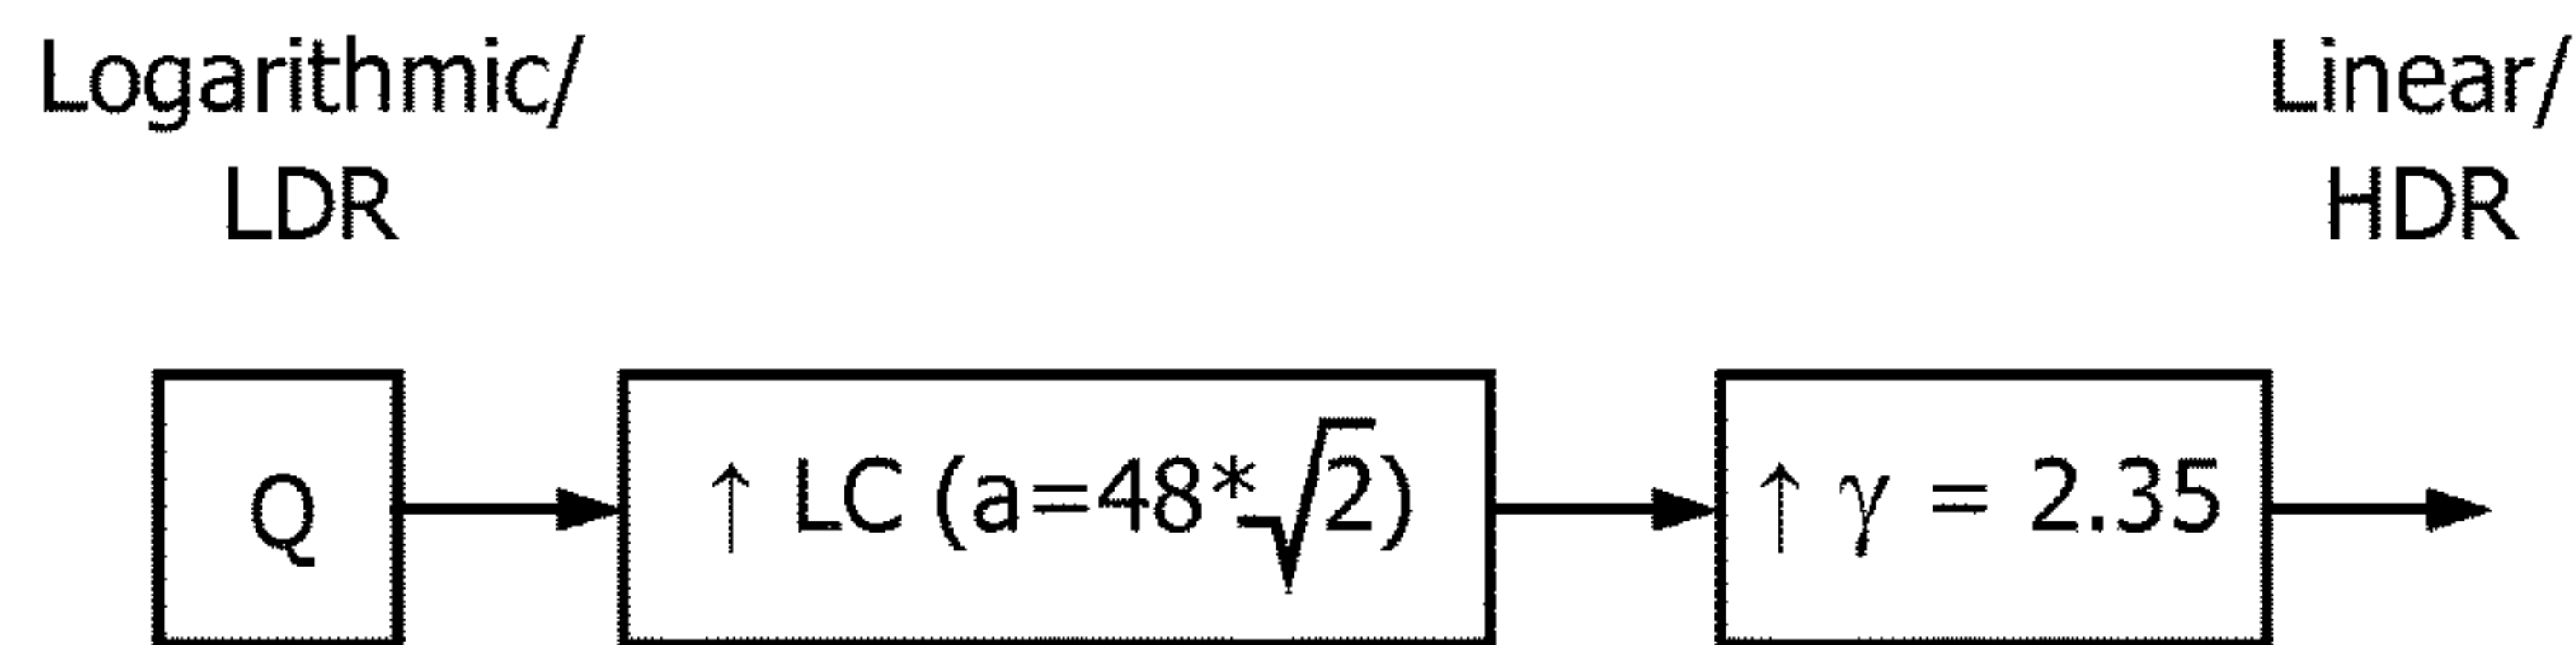 Logarithmic/
LDR
Linear/
HDR
Q
↑ LC (a=48*√2)
↑ γ = 2.35